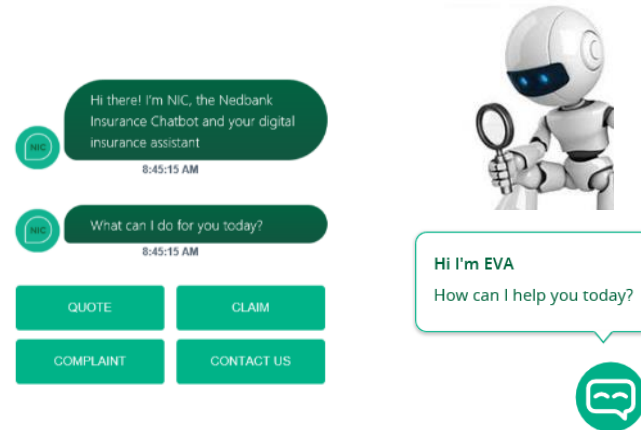 Hi there! I'm NIC, the Nedbank
Insurance Chatbot and your digital
insurance assistant
NIC
8:45:15 AM
What can I do for you today?
NIC
8:45:15 AM
QUOTE
CLAIM
COMPLAINT
CONTACT US
Hi I'm EVA
How can I help you today?